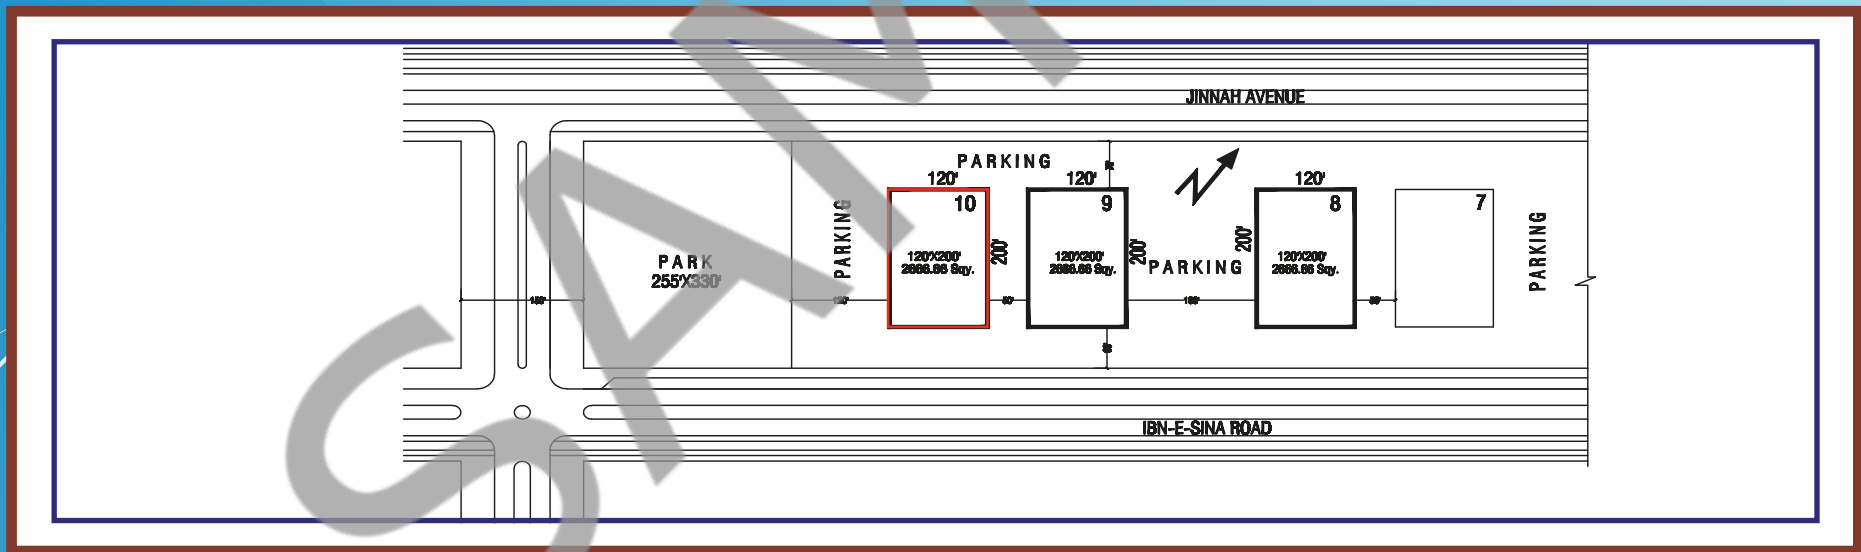 JINNAH AVENUE
PARKING
120'
120'
120'
10
9
8
7
PARKING
200'
200'
200'
PARKING
PARK
255'X330'
120'X200'
2666.66 Sqy.
120'X200'
2666.66 Sqy.
PARKING
120'X200'
2666.66 Sqy.
IBN-E-SINA ROAD
SAM